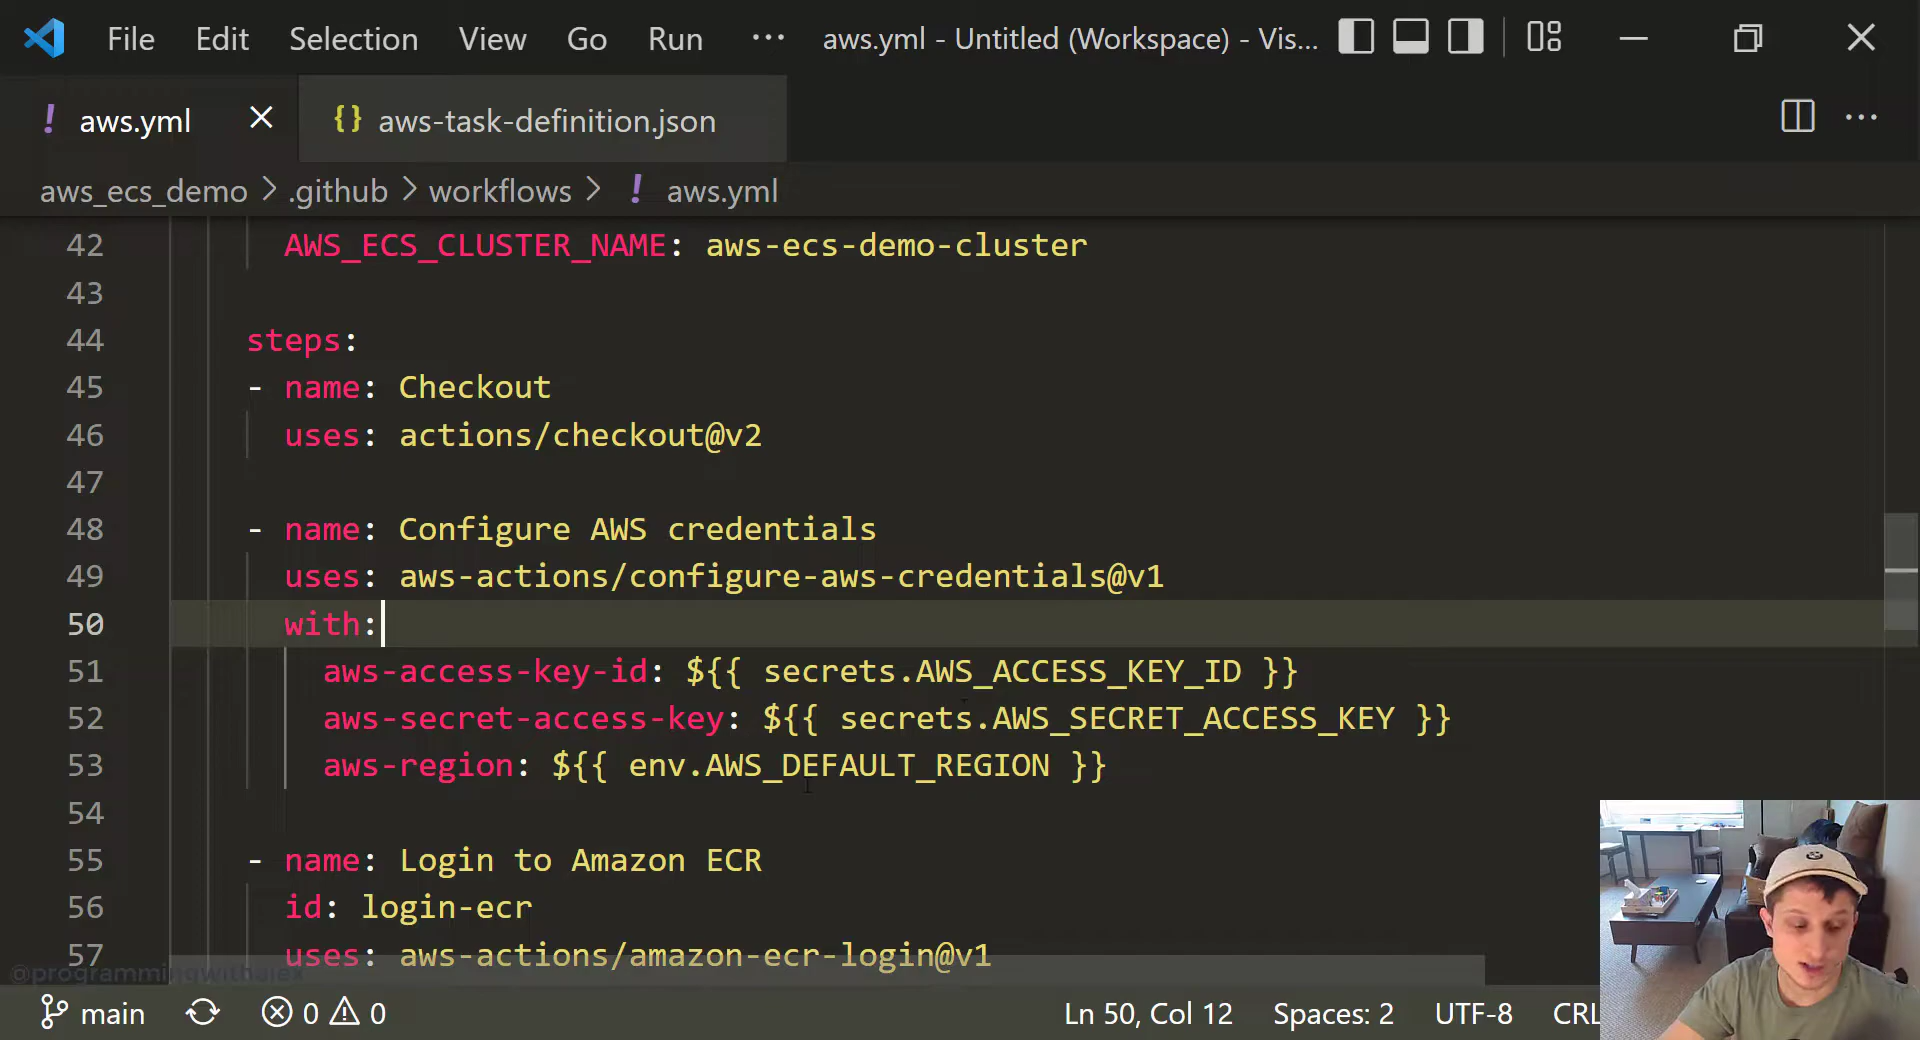 File Edit Selection View Go Run ··· aws.yml - Untitled (Workspace) - Vis...
! aws.yml {} aws-task-definition.json ···
aws_ecs_demo > .github > workflows > ! aws.yml
42 AWS_ECS_CLUSTER_NAME: aws-ecs-demo-cluster
43
44 steps:
45 - name: Checkout
46 uses: actions/checkout@v2
47
48 - name: Configure AWS credentials
49 uses: aws-actions/configure-aws-credentials@v1
50 with:
51 aws-access-key-id: ${{ secrets.AWS_ACCESS_KEY_ID }}
52 aws-secret-access-key: ${{ secrets.AWS_SECRET_ACCESS_KEY }}
53 aws-region: ${{ env.AWS_DEFAULT_REGION }}
54
55 - name: Login to Amazon ECR
56 id: login-ecr
57 uses: aws-actions/amazon-ecr-login@v1
@programmingwithalex
main 0 0 Ln 50, Col 12 Spaces: 2 UTF-8 CRL